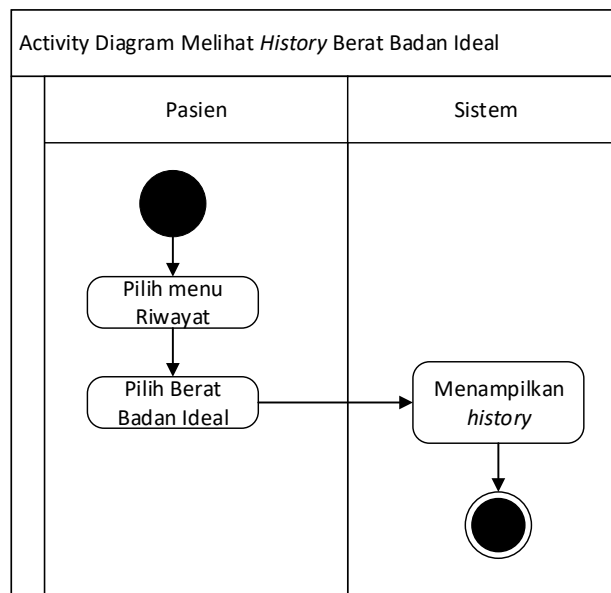 Activity Diagram Melihat History Berat Badan Ideal
Pasien
Sistem
Pilih menu
Riwayat
Pilih Berat
Badan Ideal
Menampilkan
history